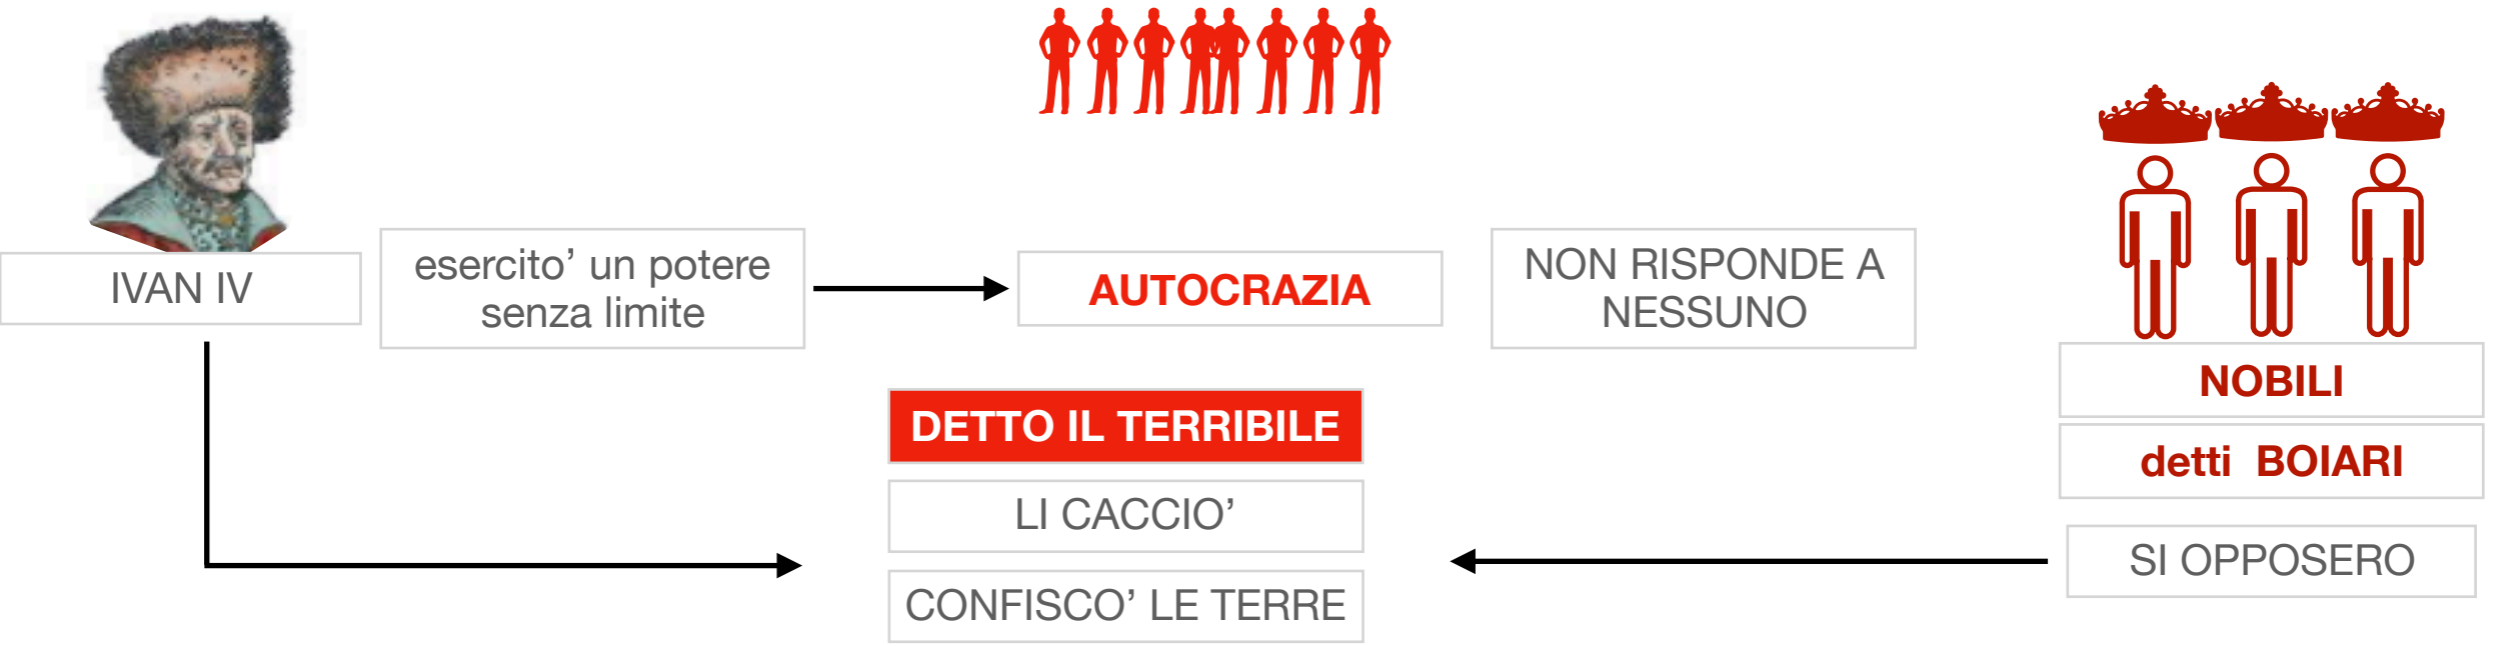 IVAN IV
esercito’ un potere
senza limite
AUTOCRAZIA
NON RISPONDE A
NESSUNO
NOBILI
detti BOIARI
SI OPPOSERO
DETTO IL TERRIBILE
LI CACCIO’
CONFISCO’ LE TERRE